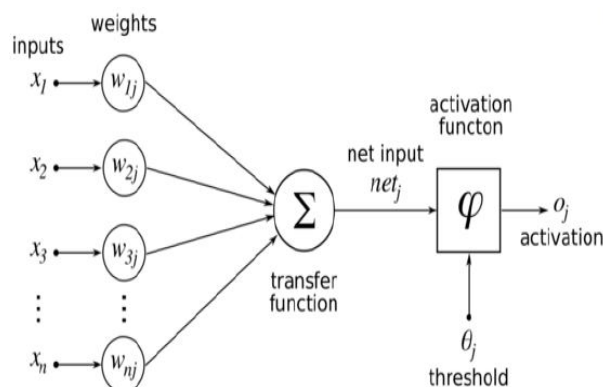 weights
inputs
x1
w1j
x2
w2j
x3
w3j
⋮ ⋮
xn
wnj
Σ
transfer
function
net input
netj
activation
functon
φ
oj
activation
θj
threshold